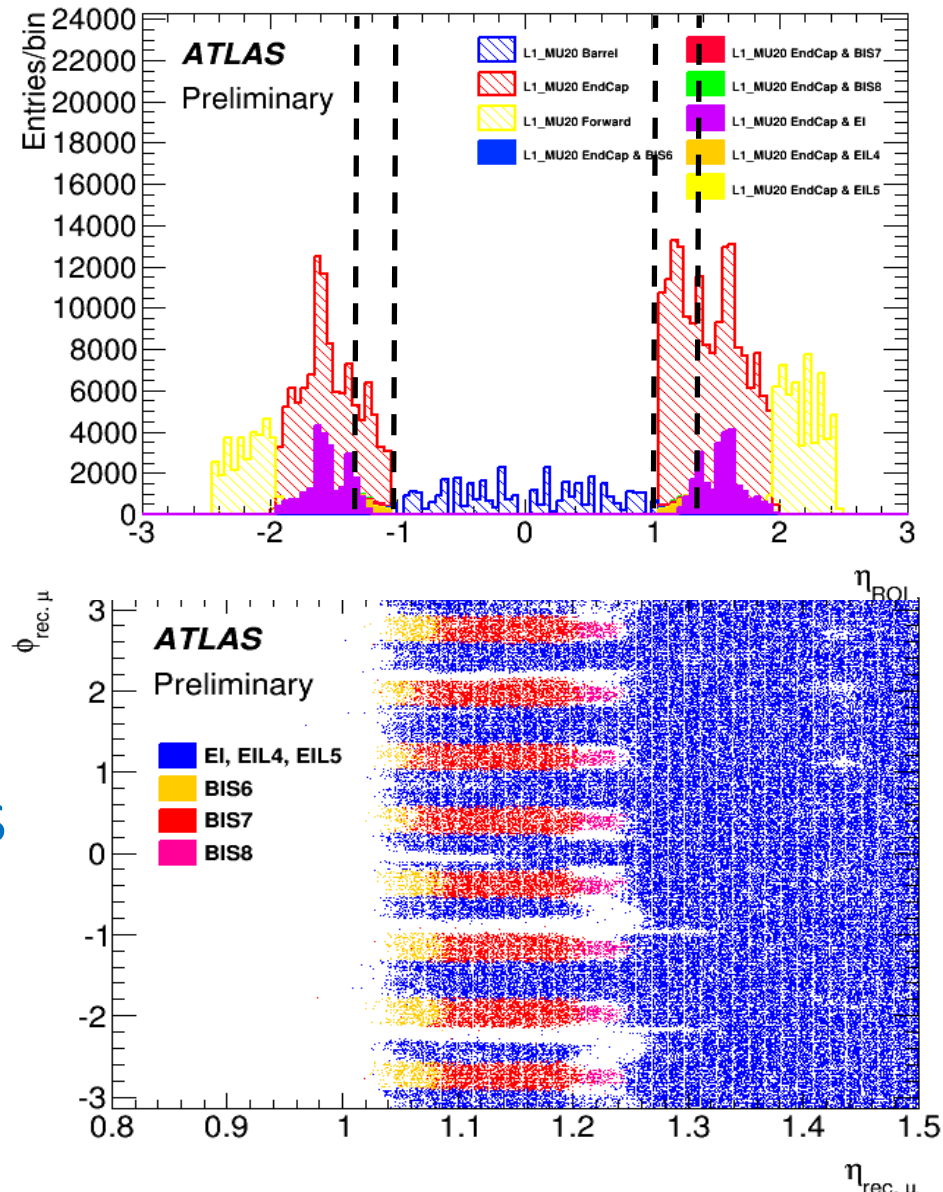 Entries/bin
24000
22000
20000
18000
16000
14000
12000
10000
8000
6000
4000
2000
0
ATLAS
Preliminary
L1_MU20 Barrel
L1_MU20 EndCap
L1_MU20 Forward
L1_MU20 EndCap & BIS6
L1_MU20 EndCap & BIS7
L1_MU20 EndCap & BIS8
L1_MU20 EndCap & EI
L1_MU20 EndCap & EIL4
L1_MU20 EndCap & EIL5
-3 -2 -1 0 1 2 3
η ROI
φ rec. μ
3
2
1
0
-1
-2
-3
ATLAS
Preliminary
EI, EIL4, EIL5
BIS6
BIS7
BIS8
0.8 0.9 1 1.1 1.2 1.3 1.4 1.5
η rec. μ